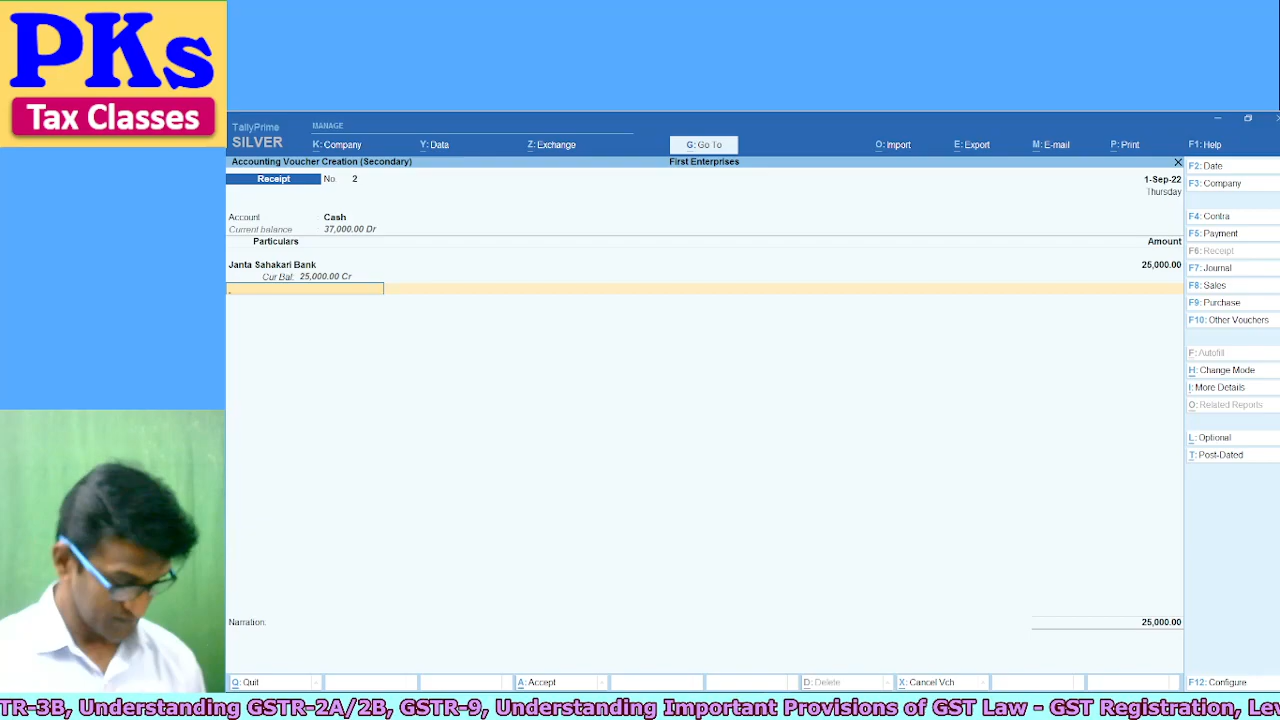 PKs
Tax Classes
TallyPrime
SILVER
MANAGE
K: Company
Y: Data
Z: Exchange
G: Go To
O: Import
E: Export
M: E-mail
P: Print
F1: Help
Accounting Voucher Creation (Secondary)
First Enterprises
F2: Date
Receipt No. 2
1-Sep-22
F3: Company
Thursday
Account : Cash
F4: Contra
Current balance : 37,000.00 Dr
F5: Payment
Particulars
Amount
F6: Receipt
Janta Sahakari Bank
25,000.00
F7: Journal
Cur Bal: 25,000.00 Cr
F8: Sales
F9: Purchase
F10: Other Vouchers
F: Autofill
H: Change Mode
I: More Details
O: Related Reports
L: Optional
T: Post-Dated
Narration:
25,000.00
Q: Quit
A: Accept
D: Delete
X: Cancel Vch
F12: Configure
TR-3B, Understanding GSTR-2A/2B, GSTR-9, Understanding Important Provisions of GST Law - GST Registration, Lev